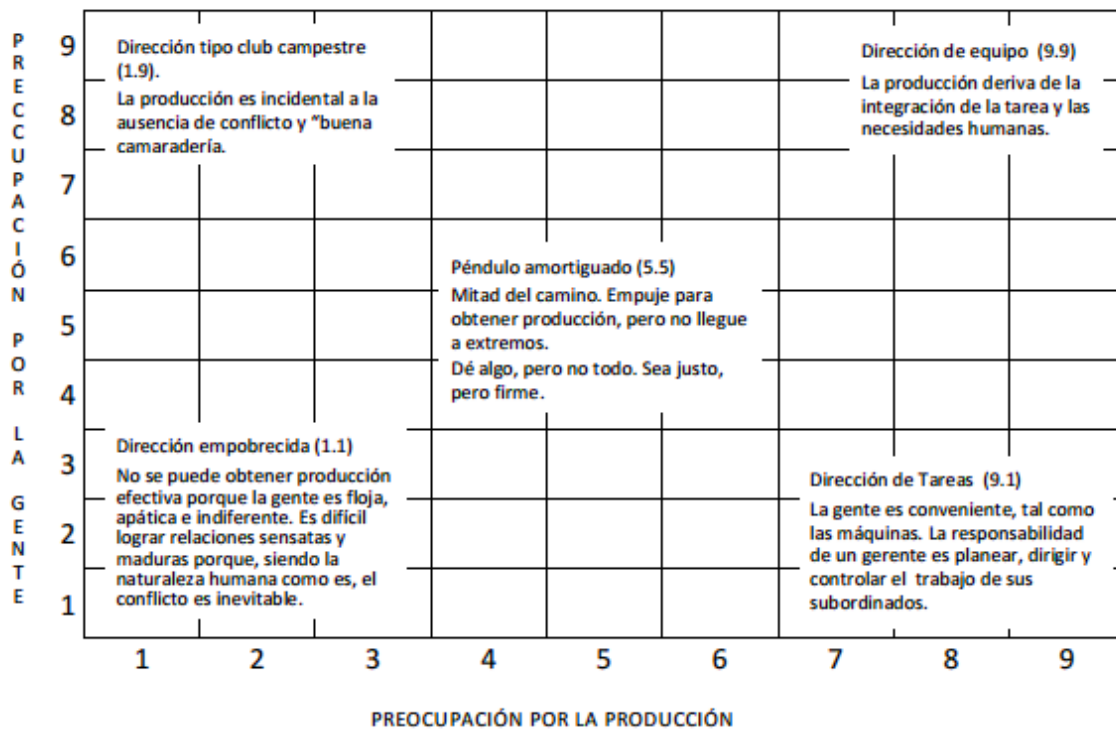 PRECCUPACIÓN POR LA GENTE
9
8
7
6
5
4
3
2
1
Dirección tipo club campestre
(1.9).
La producción es incidental a la
ausencia de conflicto y “buena
camaradería.
Dirección de equipo (9.9)
La producción deriva de la
integración de la tarea y las
necesidades humanas.
Péndulo amortiguado (5.5)
Mitad del camino. Empuje para
obtener producción, pero no llegue
a extremos.
Dé algo, pero no todo. Sea justo,
pero firme.
Dirección empobrecida (1.1)
No se puede obtener producción
efectiva porque la gente es floja,
apática e indiferente. Es difícil
lograr relaciones sensatas y
maduras porque, siendo la
naturaleza humana como es, el
conflicto es inevitable.
Dirección de Tareas (9.1)
La gente es conveniente, tal como
las máquinas. La responsabilidad
de un gerente es planear, dirigir y
controlar el trabajo de sus
subordinados.
1 2 3 4 5 6 7 8 9
PREOCUPACIÓN POR LA PRODUCCIÓN